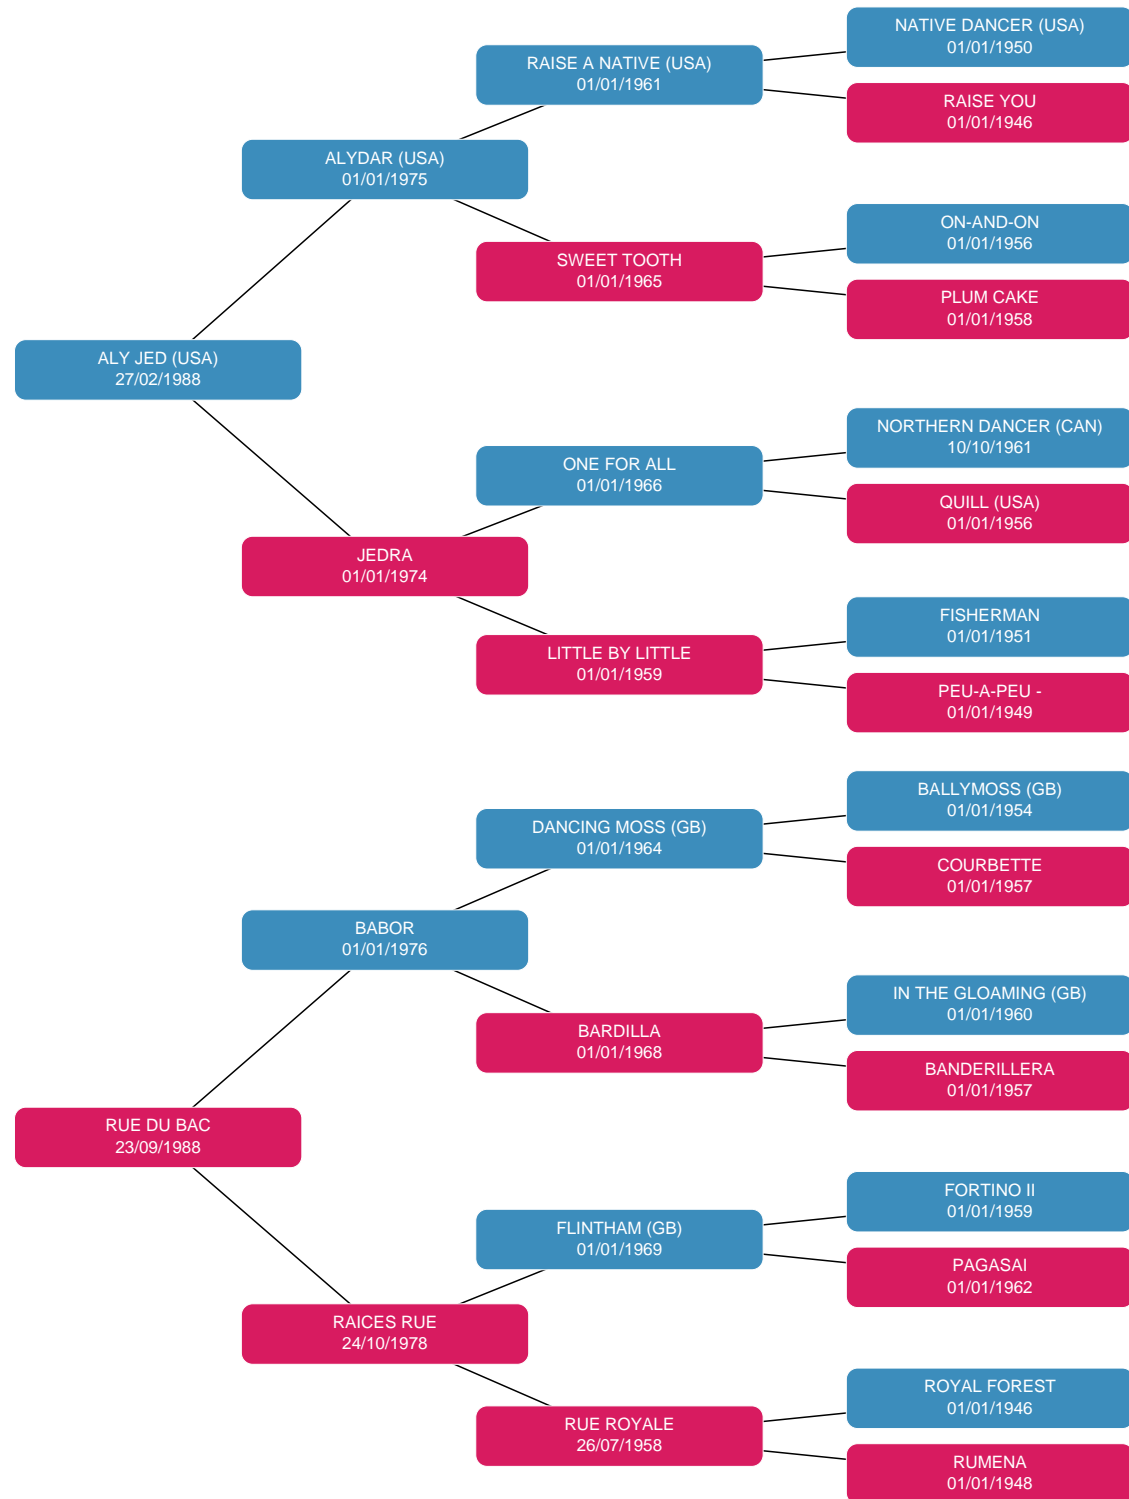 NATIVE DANCER (USA)
01/01/1950
RAISE A NATIVE (USA)
01/01/1961
RAISE YOU
01/01/1946
ALYDAR (USA)
01/01/1975
ON-AND-ON
01/01/1956
SWEET TOOTH
01/01/1965
PLUM CAKE
01/01/1958
ALY JED (USA)
27/02/1988
NORTHERN DANCER (CAN)
10/10/1961
ONE FOR ALL
01/01/1966
QUILL (USA)
01/01/1956
JEDRA
01/01/1974
FISHERMAN
01/01/1951
LITTLE BY LITTLE
01/01/1959
PEU-A-PEU -
01/01/1949
BALLYMOSS (GB)
01/01/1954
DANCING MOSS (GB)
01/01/1964
COURBETTE
01/01/1957
BABOR
01/01/1976
IN THE GLOAMING (GB)
01/01/1960
BARDILLA
01/01/1968
BANDERILLERA
01/01/1957
RUE DU BAC
23/09/1988
FORTINO II
01/01/1959
FLINTHAM (GB)
01/01/1969
PAGASAI
01/01/1962
RAICES RUE
24/10/1978
ROYAL FOREST
01/01/1946
RUE ROYALE
26/07/1958
RUMENA
01/01/1948